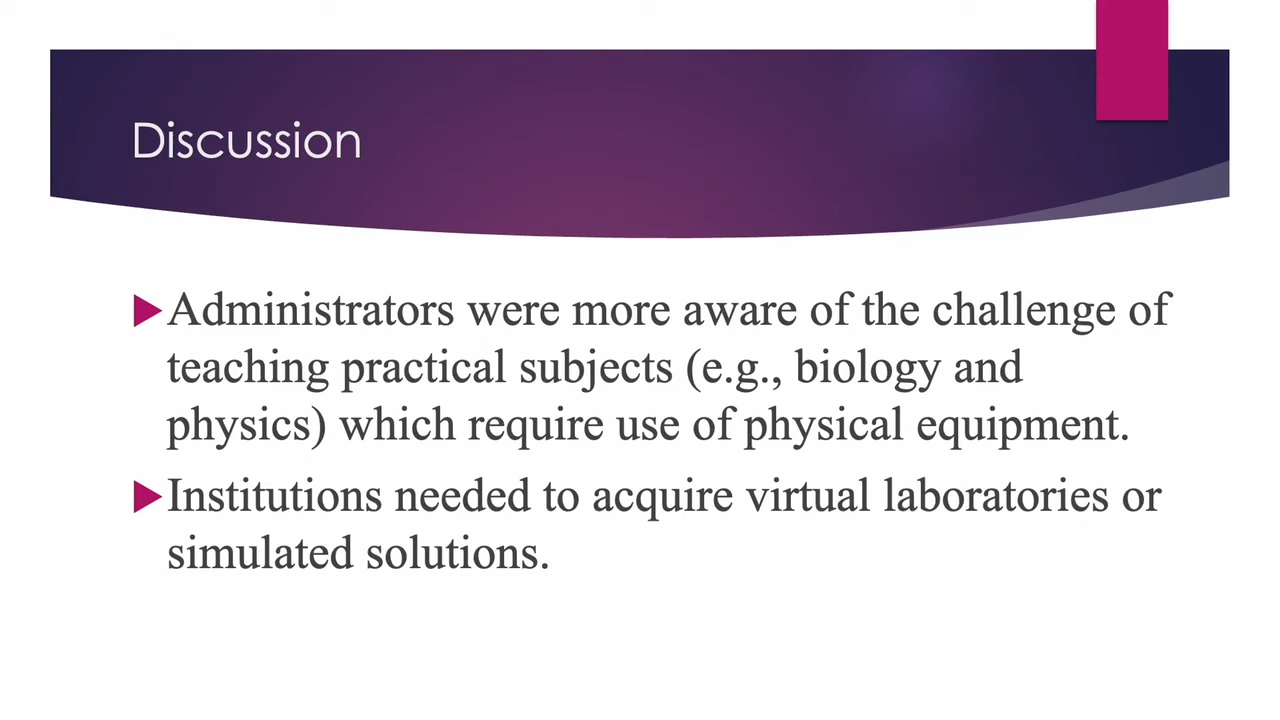 Discussion
Administrators were more aware of the challenge of
teaching practical subjects (e.g., biology and
physics) which require use of physical equipment.
Institutions needed to acquire virtual laboratories or
simulated solutions.